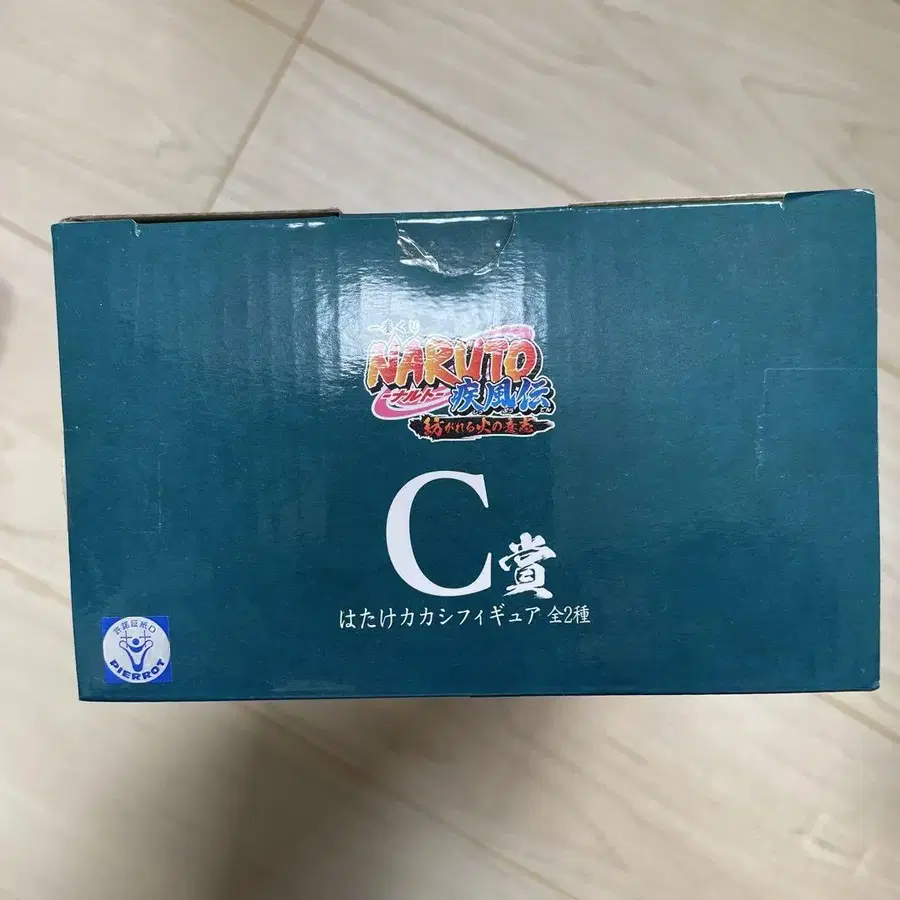 一番くじ
NARUTO
-ナルト-
疾風伝
紡がれる火の意志
C賞
はたけカカシフィギュア 全2種
許諾証紙D
PIERROT